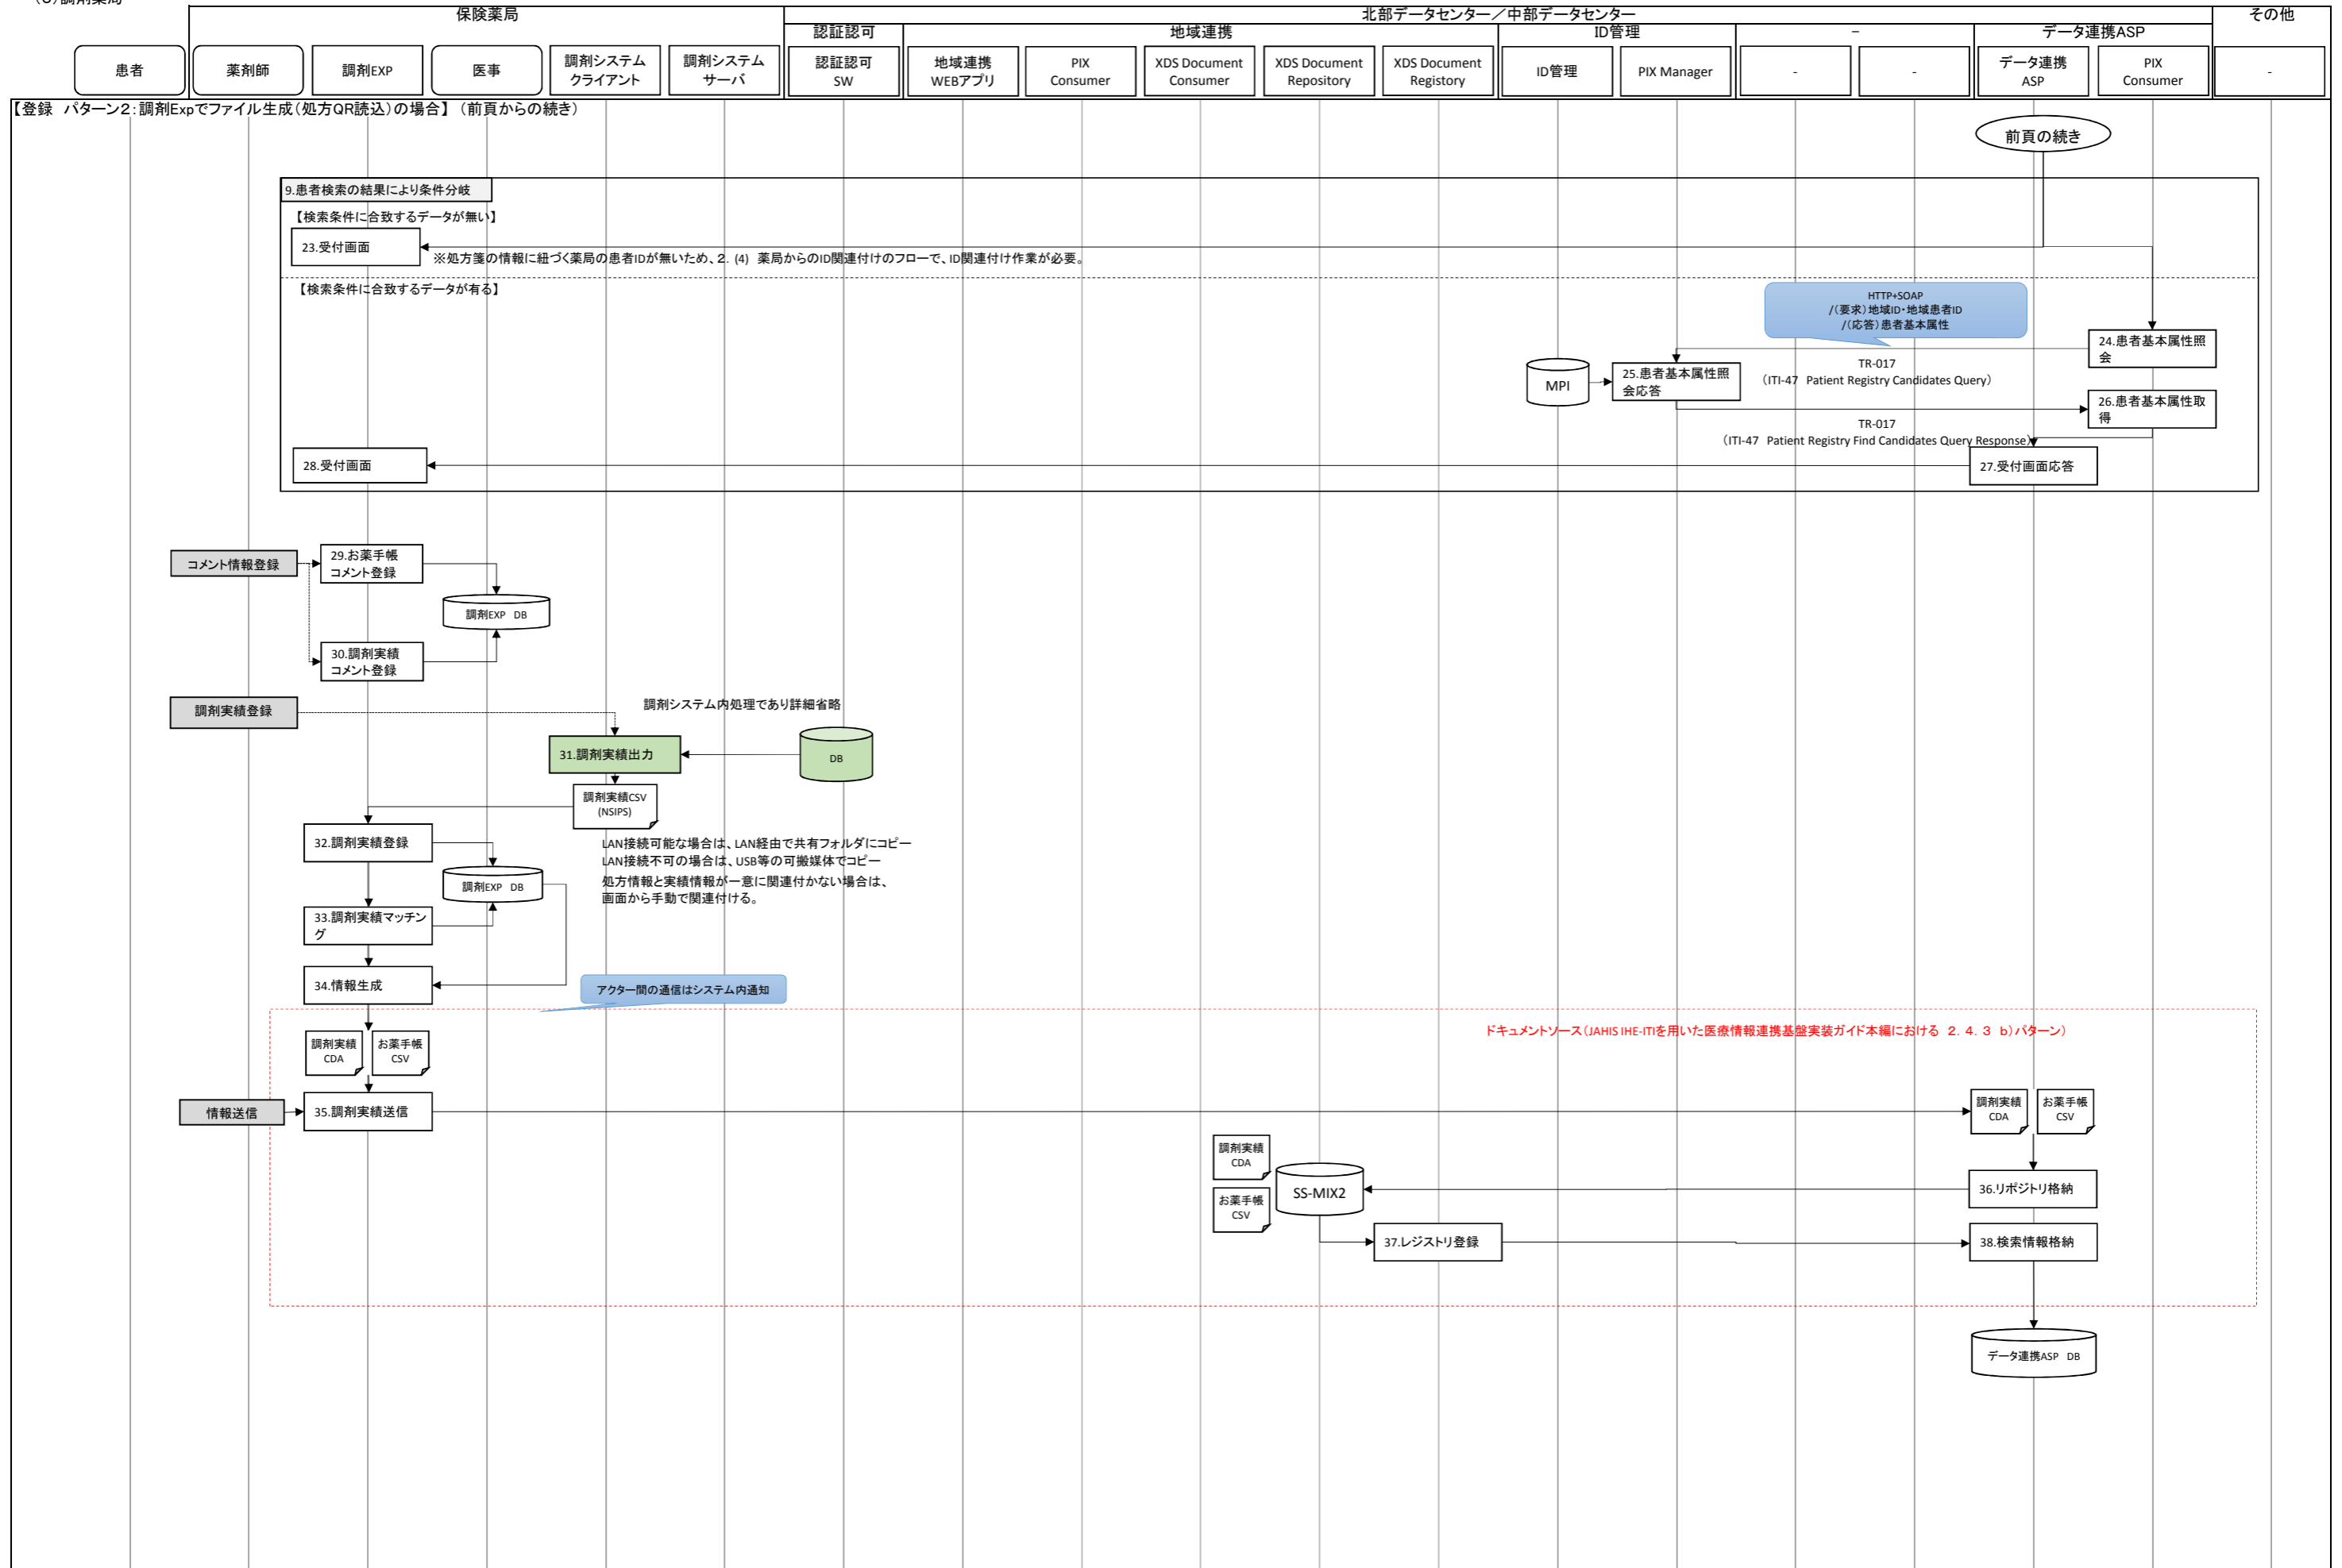 保険薬局
北部データセンター／中部データセンター
その他
認証認可
地域連携
ID管理
－
データ連携ASP
患者
薬剤師
調剤EXP
医事
調剤システム
クライアント
調剤システム
サーバ
認証認可
SW
地域連携
WEBアプリ
PIX
Consumer
XDS Document
Consumer
XDS Document
Repository
XDS Document
Registory
ID管理
PIX Manager
-
-
データ連携
ASP
PIX
Consumer
-
【登録　パターン２：調剤Expでファイル生成（処方QR読込）の場合】（前頁からの続き）
前頁の続き
9.患者検索の結果により条件分岐
【検索条件に合致するデータが無い】
23.受付画面
※処方箋の情報に紐づく薬局の患者IDが無いため、２．(4)　薬局からのID関連付けのフローで、ID関連付け作業が必要。
【検索条件に合致するデータが有る】
HTTP+SOAP
/（要求）地域ID・地域患者ID
/（応答）患者基本属性
24.患者基本属性照
会
TR-017
（ITI-47　Patient Registry Candidates Query）
MPI
25.患者基本属性照
会応答
26.患者基本属性取
得
TR-017
（ITI-47　Patient Registry Find Candidates Query Response）
28.受付画面
27.受付画面応答
コメント情報登録
29.お薬手帳
コメント登録
調剤EXP　DB
30.調剤実績
コメント登録
調剤実績登録
調剤システム内処理であり詳細省略
31.調剤実績出力
DB
調剤実績CSV
(NSIPS)
32.調剤実績登録
LAN接続可能な場合は、LAN経由で共有フォルダにコピー
LAN接続不可の場合は、USB等の可搬媒体でコピー
処方情報と実績情報が一意に関連付かない場合は、
画面から手動で関連付ける。
調剤EXP　DB
33.調剤実績マッチン
グ
34.情報生成
アクター間の通信はシステム内通知
ドキュメントソース（JAHIS IHE-ITIを用いた医療情報連携基盤実装ガイド本編における　２．４．３　ｂ）パターン）
調剤実績
CDA
お薬手帳
CSV
情報送信
35.調剤実績送信
調剤実績
CDA
お薬手帳
CSV
調剤実績
CDA
お薬手帳
CSV
SS-MIX2
36.リポジトリ格納
37.レジストリ登録
38.検索情報格納
データ連携ASP　DB